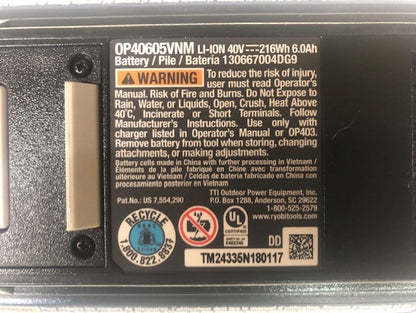 OP40605VNM LI-ION 40V⎓216Wh 6.0Ah
Battery / Pile / Batería 130667004DG9
WARNING To reduce the risk of injury,
user must read Operator's
Manual. Risk of Fire and Burns. Do Not Expose to
Rain, Water, or Liquids, Open, Crush, Heat Above
40˚C, Incinerate or Short Terminals. Follow
Manufacturer's Instructions. Use only with
charger listed in Operator's Manual or OP403.
Remove battery from tool when storing, changing
attachments, or making adjustments.
Battery cells made in China with further processing in Vietnam /
Éléments de la pile fabriqué en Chine avec transformation
ultérieure au Vietnam / Celdas de batería fabricado en China con
transformación adicional en Vietnam
Pat. No.: US 7,554,290
TTI Outdoor Power Equipment, Inc.
P.O. Box 1288, Anderson, SC 29622
1-800-525-2579
www.ryobitools.com
RECYCLE
Li-Ion
1.800.822.8837
UL
LISTED
E402346
DD
TM24335N180117